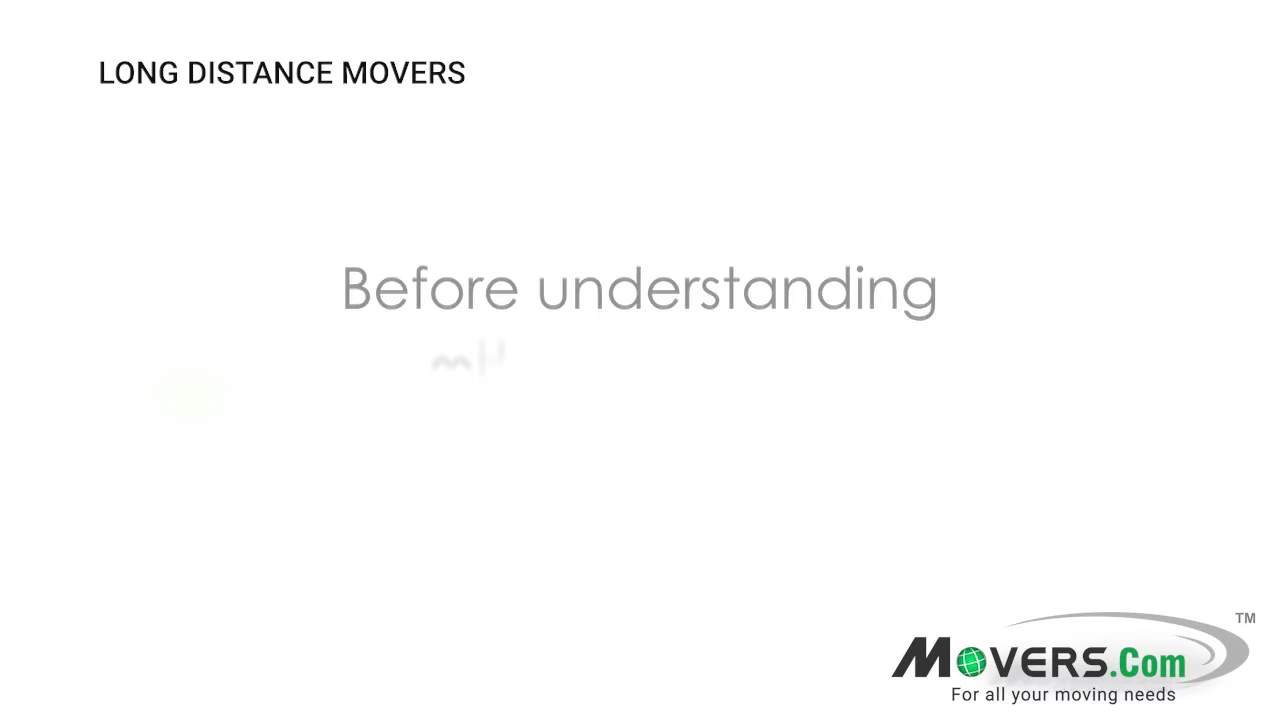 LONG DISTANCE MOVERS
Before understanding
TM
MOVERS.Com
For all your moving needs